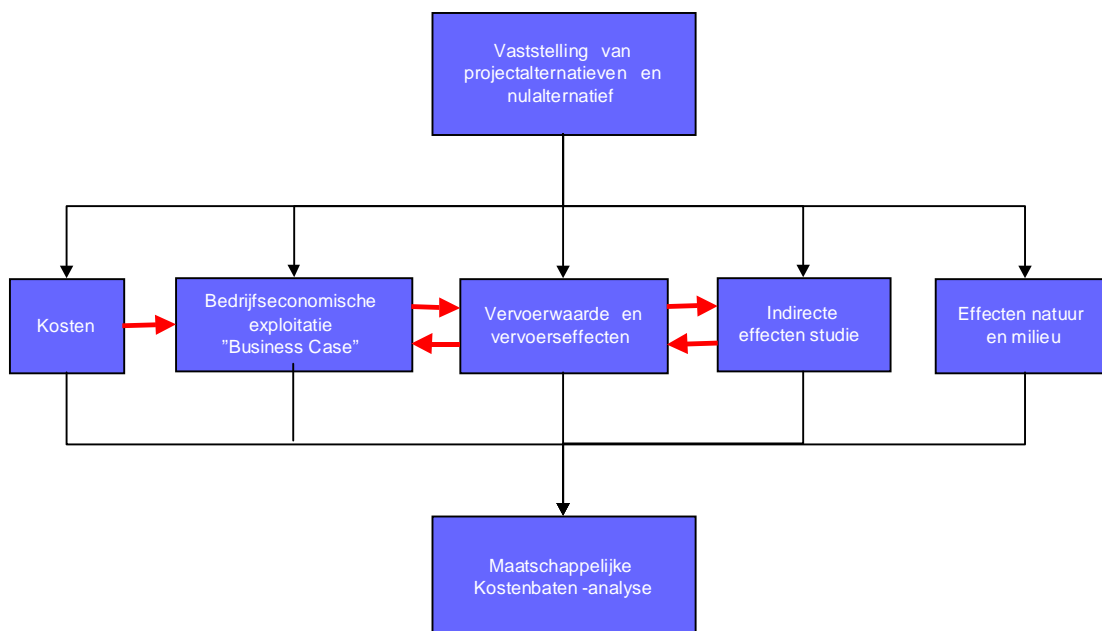 Vaststelling van
projectalternatieven en
nulalternatief
Kosten
Bedrijfseconomische
exploitatie
”Business Case”
Vervoerwaarde en
vervoerseffecten
Indirecte
effecten studie
Effecten natuur
en milieu
Maatschappelijke
Kostenbaten -analyse